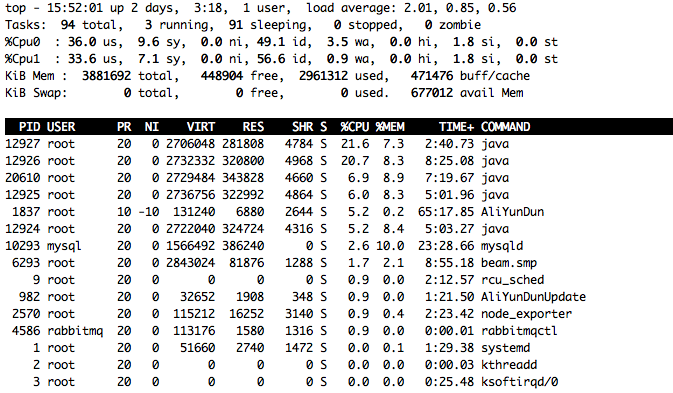 top - 15:52:01 up 2 days,  3:18,  1 user,  load average: 2.01, 0.85, 0.56
Tasks:  94 total,   3 running,  91 sleeping,   0 stopped,   0 zombie
%Cpu0  : 36.0 us,  9.6 sy,  0.0 ni, 49.1 id,  3.5 wa,  0.0 hi,  1.8 si,  0.0 st
%Cpu1  : 33.6 us,  7.1 sy,  0.0 ni, 56.6 id,  0.9 wa,  0.0 hi,  1.8 si,  0.0 st
KiB Mem :  3881692 total,   448904 free,  2961312 used,   471476 buff/cache
KiB Swap:        0 total,        0 free,        0 used.   677012 avail Mem
  PID USER      PR  NI    VIRT    RES    SHR S  %CPU %MEM     TIME+ COMMAND
12927 root      20   0 2706048 281808   4784 S  21.6  7.3   2:40.73 java
12926 root      20   0 2732332 320800   4968 S  20.7  8.3   8:25.08 java
20610 root      20   0 2729484 343828   4660 S   6.9  8.9   7:19.67 java
12925 root      20   0 2736756 322992   4864 S   6.0  8.3   5:01.96 java
 1837 root      10 -10  131240   6880   2644 S   5.2  0.2  65:17.85 AliYunDun
12924 root      20   0 2722040 324724   4316 S   5.2  8.4   5:03.27 java
10293 mysql     20   0 1566492 386240      0 S   2.6 10.0  23:28.66 mysqld
 6293 root      20   0 2843024  81876   1288 S   1.7  2.1   8:55.18 beam.smp
    9 root      20   0       0      0      0 S   0.9  0.0   2:12.57 rcu_sched
  982 root      20   0   32652   1908    348 S   0.9  0.0   1:21.50 AliYunDunUpdate
 2570 root      20   0  115212  16252   3140 S   0.9  0.4   2:23.42 node_exporter
 4586 rabbitmq  20   0  113176   1580   1316 S   0.9  0.0   0:00.01 rabbitmqctl
    1 root      20   0   51660   2740   1472 S   0.0  0.1   1:29.38 systemd
    2 root      20   0       0      0      0 S   0.0  0.0   0:00.03 kthreadd
    3 root      20   0       0      0      0 S   0.0  0.0   0:25.48 ksoftirqd/0